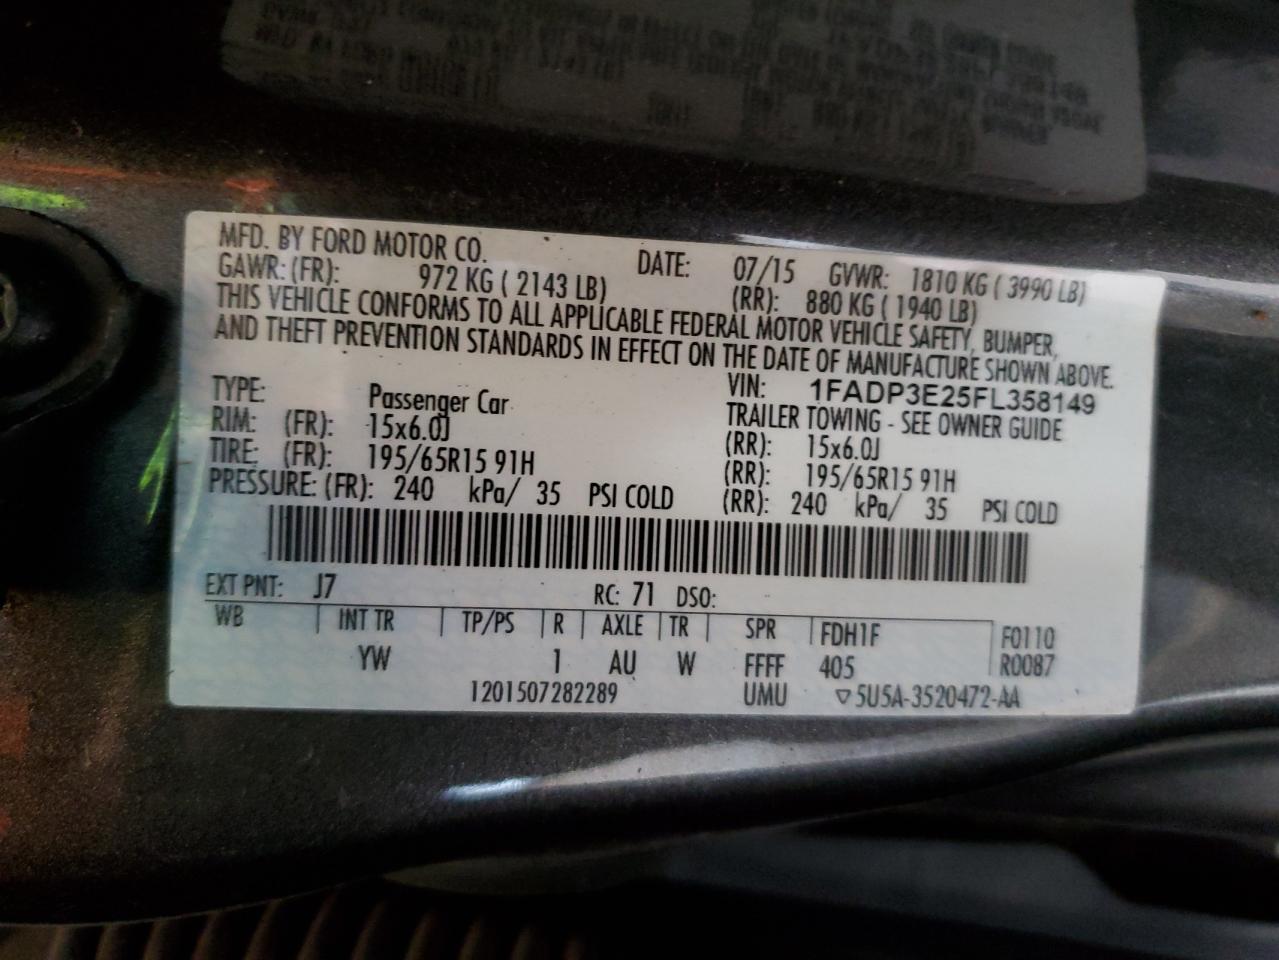 MFD. BY FORD MOTOR CO. DATE: 07/15 GVWR: 1810 KG ( 3990 LB)
GAWR: (FR): 972 KG ( 2143 LB) (RR): 880 KG ( 1940 LB)
THIS VEHICLE CONFORMS TO ALL APPLICABLE FEDERAL MOTOR VEHICLE SAFETY, BUMPER,
AND THEFT PREVENTION STANDARDS IN EFFECT ON THE DATE OF MANUFACTURE SHOWN ABOVE.
VIN: 1FADP3E25FL358149
TYPE: Passenger Car TRAILER TOWING - SEE OWNER GUIDE
RIM: (FR): 15x6.0J (RR): 15x6.0J
TIRE: (FR): 195/65R15 91H (RR): 195/65R15 91H
PRESSURE: (FR): 240 kPa/ 35 PSI COLD (RR): 240 kPa/ 35 PSI COLD
EXT PNT: J7 RC: 71 DSO:
WB INT TR TP/PS R AXLE TR SPR FDH1F F0110
YW 1 AU W FFFF 405 R0087
1201507282289 UMU ▽5U5A-3520472-AA